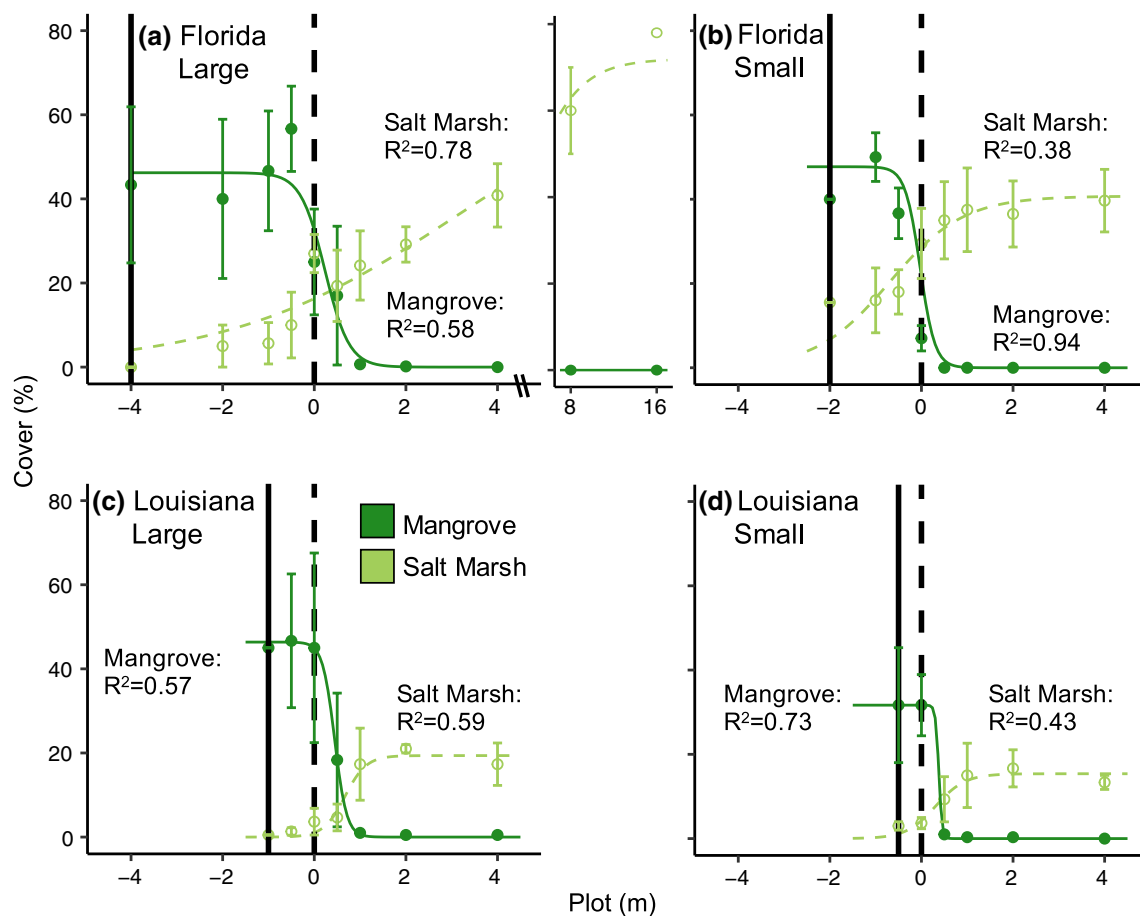 (a) Florida
Large
Salt Marsh:
R²=0.78
Mangrove:
R²=0.58
80
60
40
20
0
−4
−2
0
2
4
8
16
(b) Florida
Small
Salt Marsh:
R²=0.38
Mangrove:
R²=0.94
−4
−2
0
2
4
Cover (%)
(c) Louisiana
Large
Mangrove
Salt Marsh
Mangrove:
R²=0.57
Salt Marsh:
R²=0.59
80
60
40
20
0
−4
−2
0
2
4
(d) Louisiana
Small
Mangrove:
R²=0.73
Salt Marsh:
R²=0.43
−4
−2
0
2
4
Plot (m)